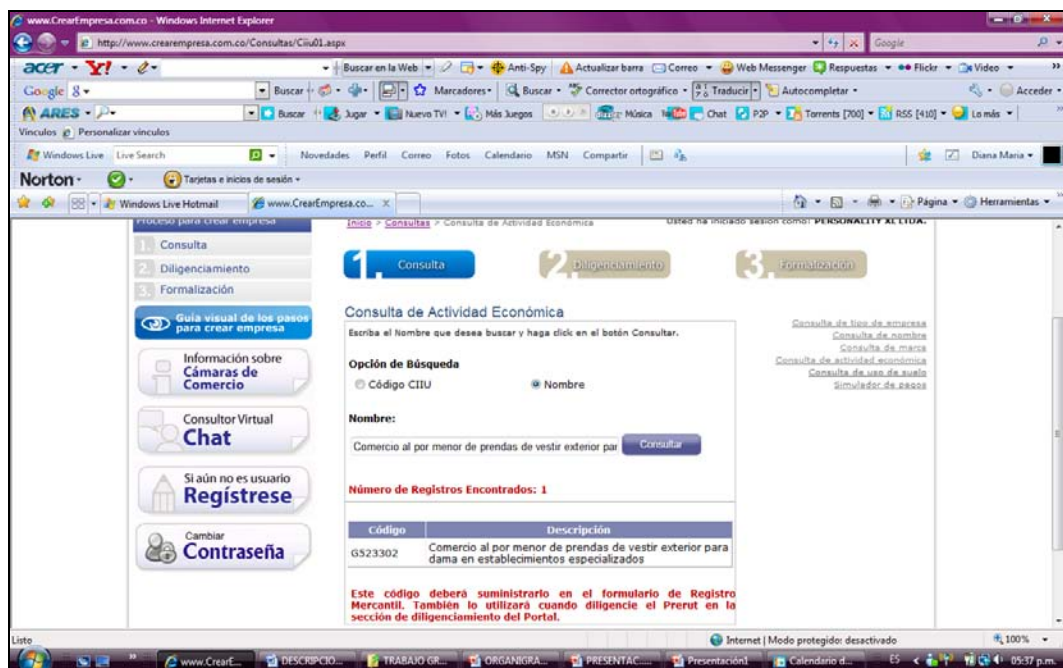 www.CrearEmpresa.com.co - Windows Internet Explorer
http://www.crearempresa.com.co/Consultas/Ciiu01.aspx
Google
acer Y! Buscar en la Web Anti-Spy Actualizar barra Correo Web Messenger Respuestas Flickr Video
Google Buscar Marcadores Buscar Corrector ortográfico Traducir Autocompletar Acceder
ARES Buscar Jugar Nuevo TV! Más Juegos Música Chat P2P Torrents [700] RSS [410] Lo más
Vínculos Personalizar vínculos
Windows Live Live Search Novedades Perfil Correo Fotos Calendario MSN Compartir Diana Maria
Norton Tarjetas e inicios de sesión
Windows Live Hotmail www.CrearEmpresa.co... Página Herramientas
Proceso para crear empresa
Inicio > Consultas > Consulta de Actividad Económica
Usted ha iniciado sesión como: PERSONALITY XL LTDA.
1. Consulta
2. Diligenciamiento
3. Formalización
Guía visual de los pasos
para crear empresa
Información sobre
Cámaras de
Comercio
Consultor Virtual
Chat
Si aún no es usuario
Regístrese
Cambiar
Contraseña
1. Consulta 2. Diligenciamiento 3. Formalización
Consulta de Actividad Económica
Escriba el Nombre que desea buscar y haga click en el botón Consultar.
Opción de Búsqueda
Código CIIU Nombre
Nombre:
Comercio al por menor de prendas de vestir exterior par Consultar
Número de Registros Encontrados: 1
Código Descripción
G523302 Comercio al por menor de prendas de vestir exterior para
dama en establecimientos especializados
Este código deberá suministrarlo en el formulario de Registro
Mercantil. También lo utilizará cuando diligencie el Prerut en la
sección de diligenciamiento del Portal.
Consulta de tipo de empresa
Consulta de nombre
Consulta de marca
Consulta de actividad económica
Consulta de uso de suelo
Simulador de pagos
Listo Internet | Modo protegido: desactivado 100%
www.CrearE... DESCRIPCIO... TRABAJO GR... ORGANIGRA... PRESENTAC...... Presentación1 Calendario d... ES 05:37 p.m.